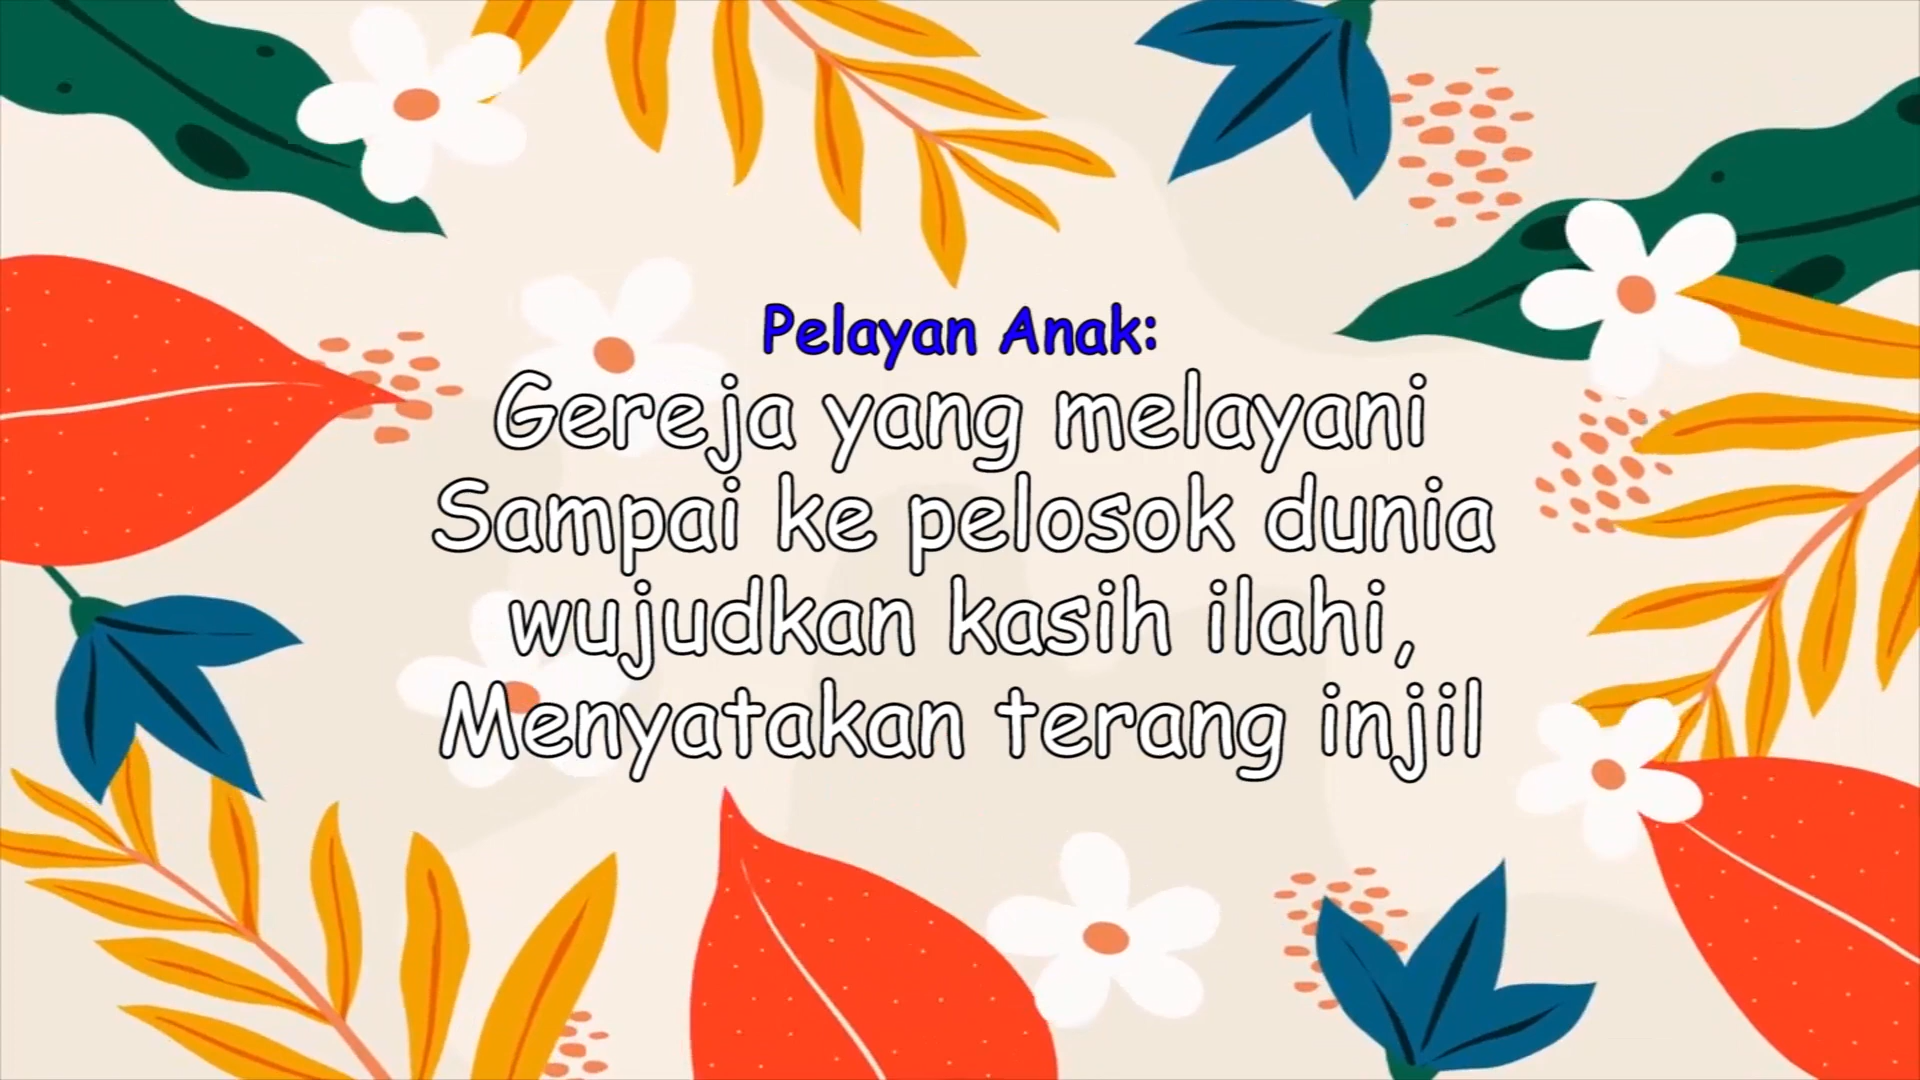 Pelayan Anak:
Gereja yang melayani
Sampai ke pelosok dunia
wujudkan kasih ilahi,
Menyatakan terang injil